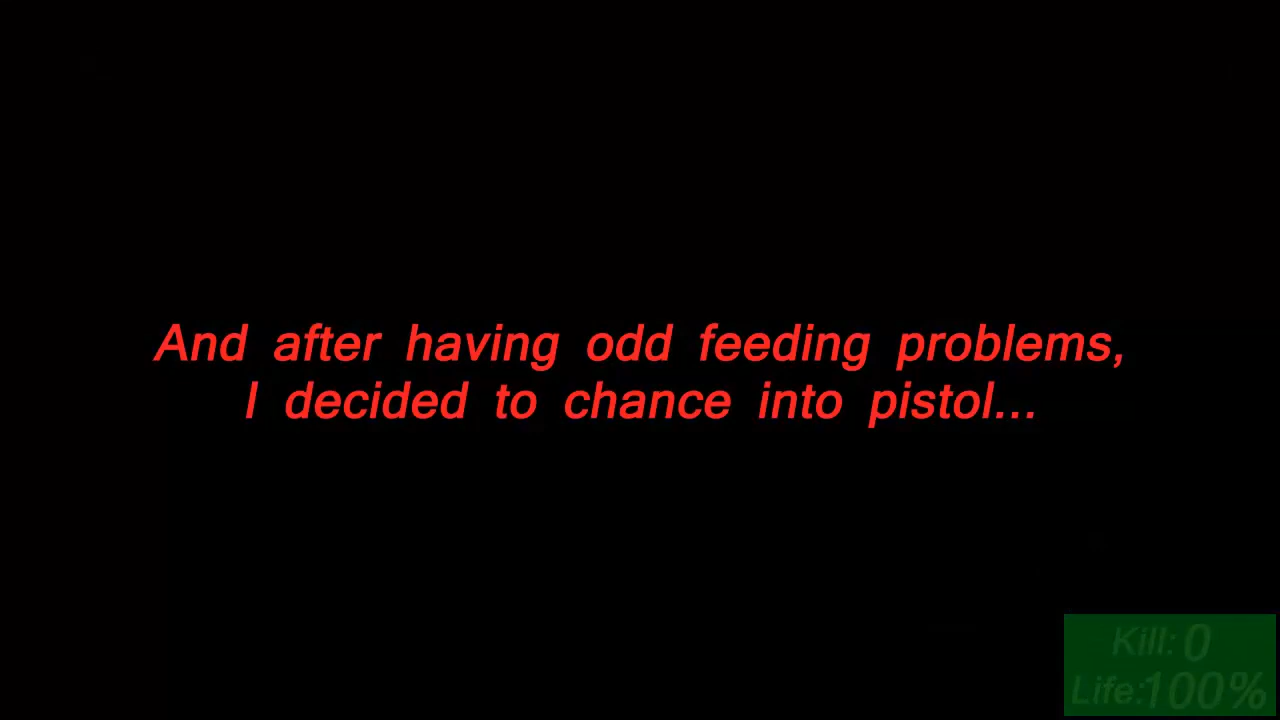 And after having odd feeding problems,
I decided to chance into pistol...
Kill: 0
Life:100%